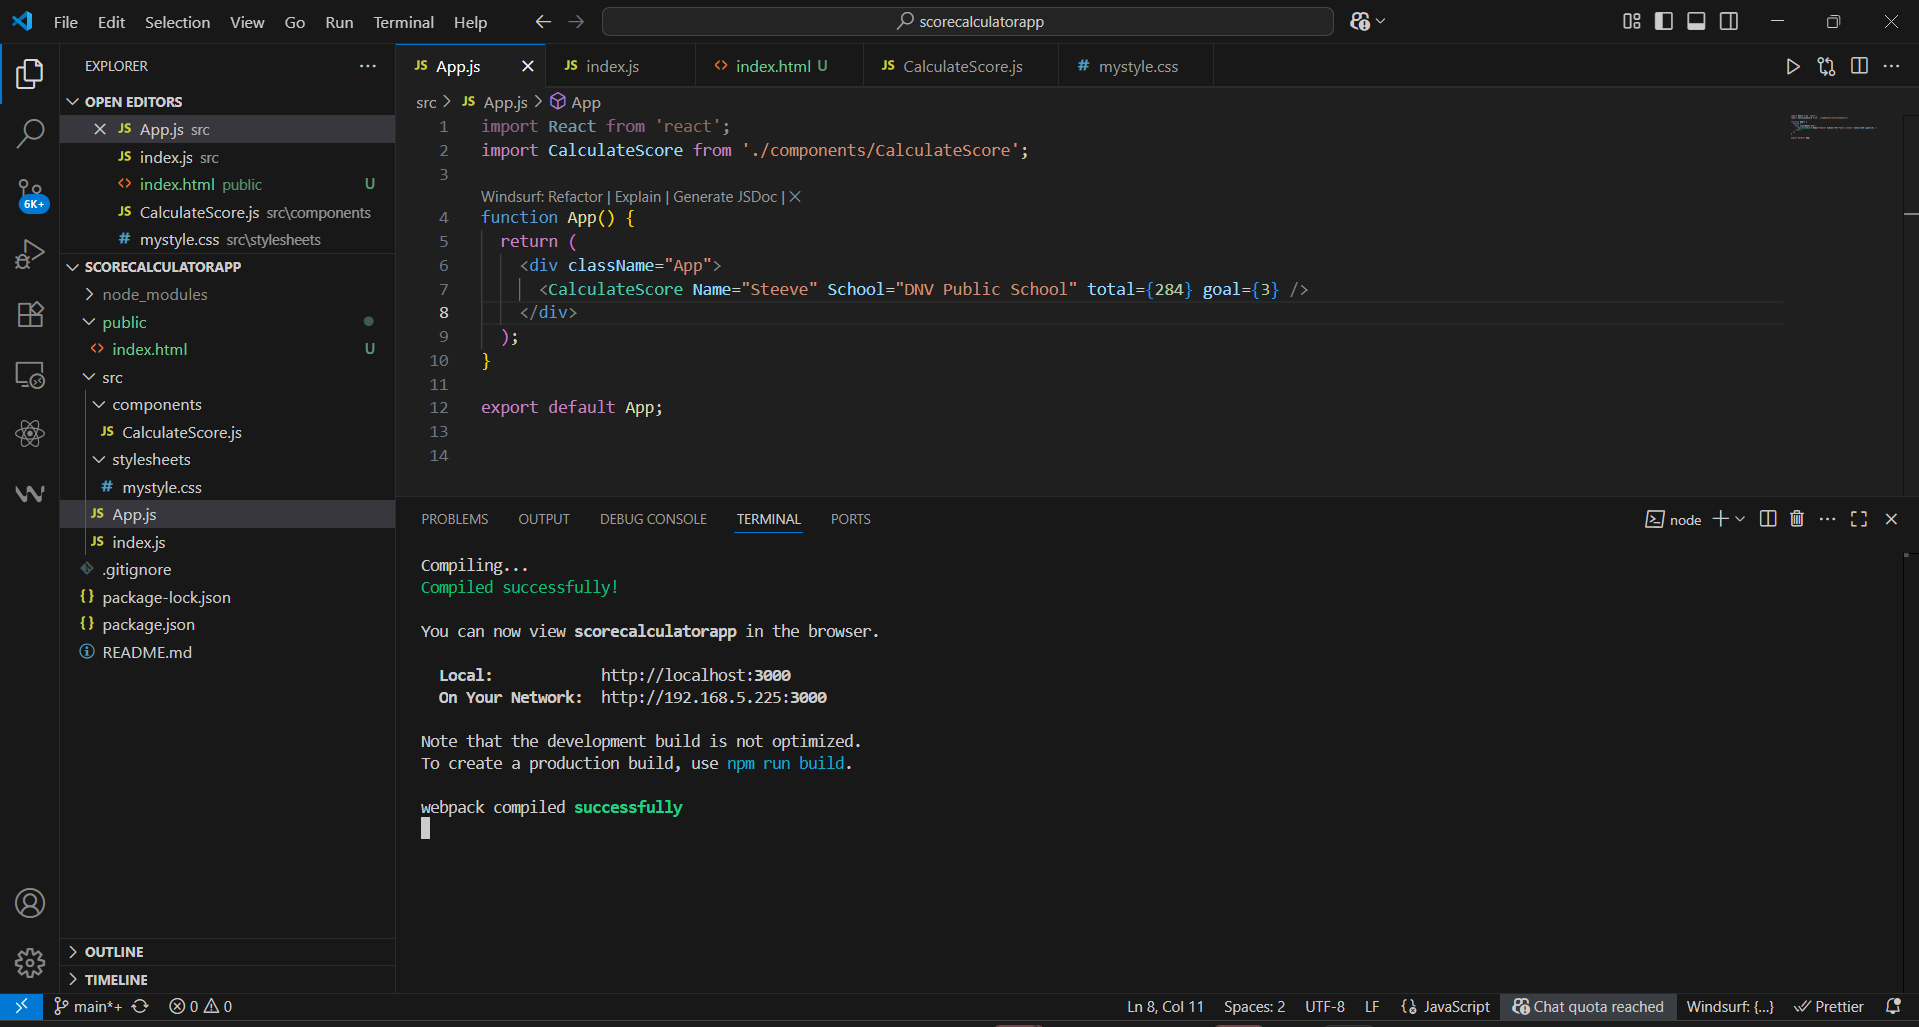 File Edit Selection View Go Run Terminal Help
scorecalculatorapp
EXPLORER
OPEN EDITORS
JS App.js src
JS index.js src
<> index.html public U
JS CalculateScore.js src\components
# mystyle.css src\stylesheets
6K+
SCORECALCULATORAPP
node_modules
public
<> index.html U
src
components
JS CalculateScore.js
stylesheets
# mystyle.css
JS App.js
JS index.js
.gitignore
{} package-lock.json
{} package.json
README.md
OUTLINE
TIMELINE
JS App.js
JS index.js
<> index.html U
JS CalculateScore.js
# mystyle.css
src > JS App.js > App
1 import React from 'react';
2 import CalculateScore from './components/CalculateScore';
3
Windsurf: Refactor | Explain | Generate JSDoc | X
4 function App() {
5 return (
6 <div className="App">
7 <CalculateScore Name="Steeve" School="DNV Public School" total={284} goal={3} />
8 </div>
9 );
10 }
11
12 export default App;
13
14
PROBLEMS OUTPUT DEBUG CONSOLE TERMINAL PORTS
node
Compiling...
Compiled successfully!
You can now view scorecalculatorapp in the browser.
Local: http://localhost:3000
On Your Network: http://192.168.5.225:3000
Note that the development build is not optimized.
To create a production build, use npm run build.
webpack compiled successfully
main*+ 0 0
Ln 8, Col 11 Spaces: 2 UTF-8 LF {} JavaScript Chat quota reached Windsurf: {...} Prettier